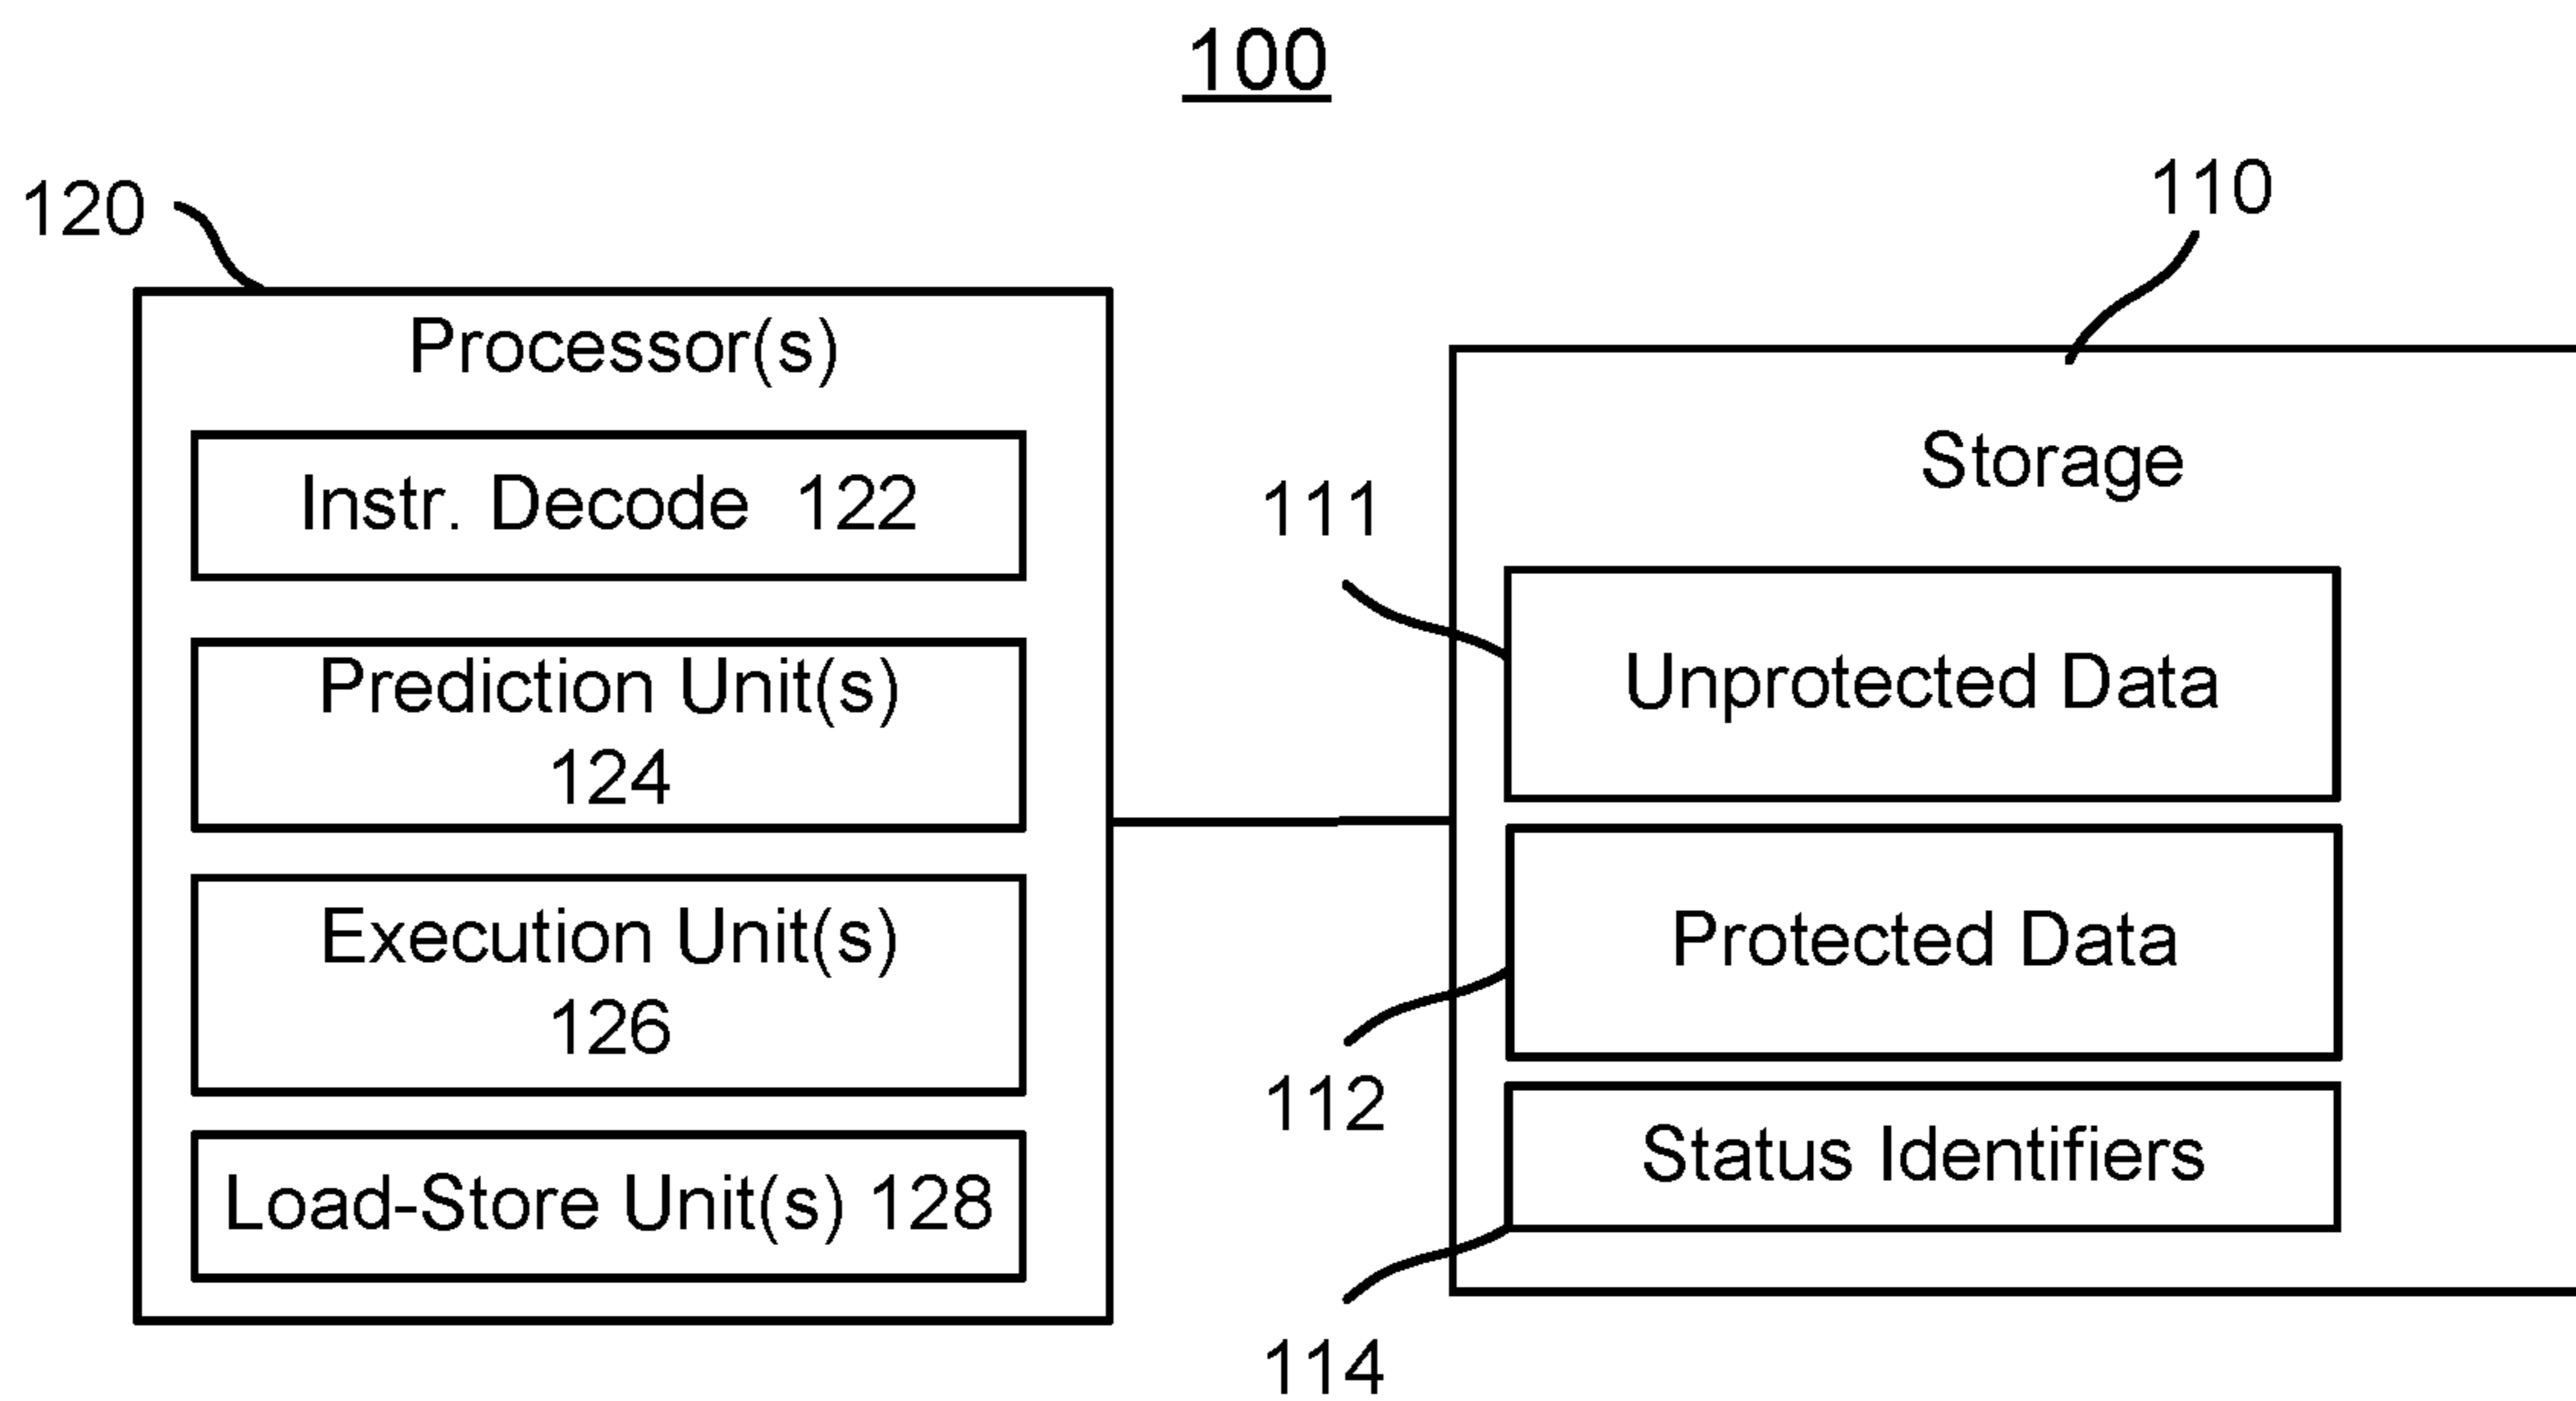 100
120
Processor(s)
Instr. Decode 122
Prediction Unit(s)
124
Execution Unit(s)
126
Load-Store Unit(s) 128
110
Storage
111
Unprotected Data
Protected Data
112
Status Identifiers
114